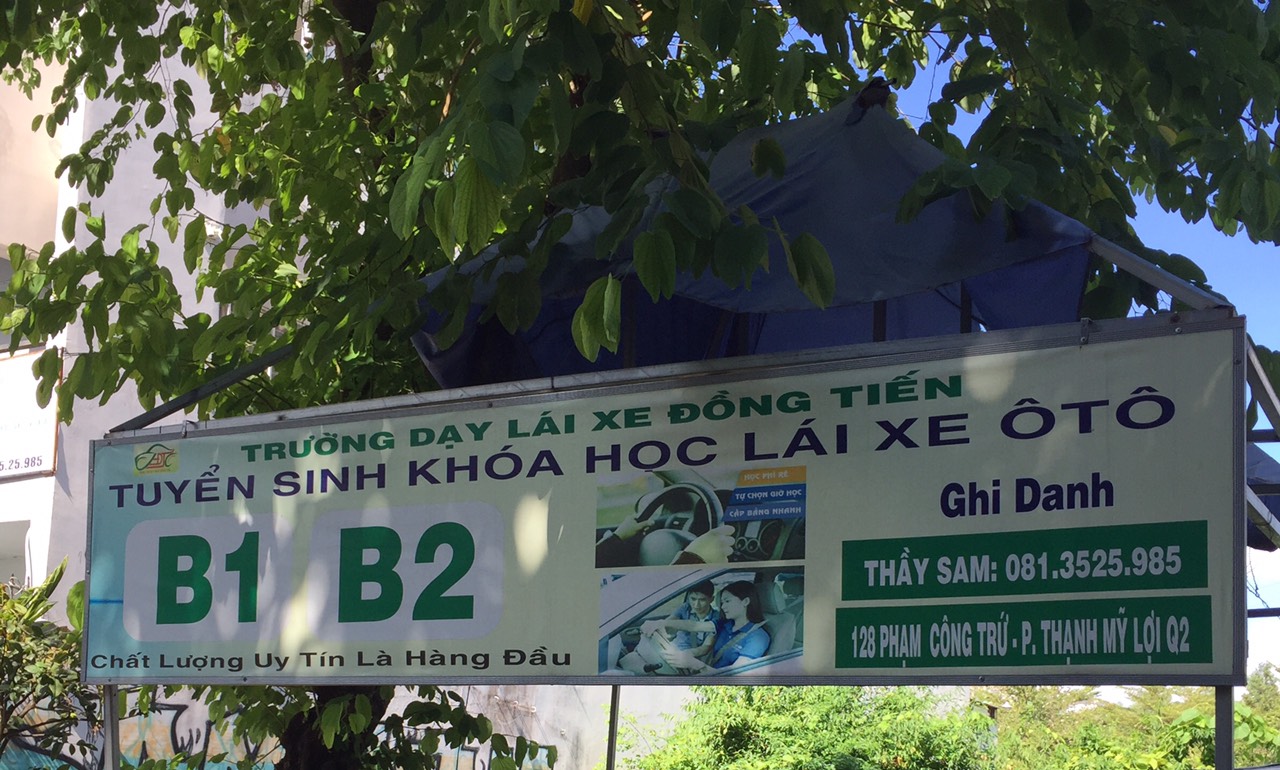 TRƯỜNG DẠY LÁI XE ĐỒNG TIẾN
TUYỂN SINH KHÓA HỌC LÁI XE ÔTÔ
B1 B2
Chất Lượng Uy Tín Là Hàng Đầu
HỌC PHÍ RẺ
TỰ CHỌN GIỜ HỌC
CẤP BẰNG NHANH
Ghi Danh
THẦY SAM: 081.3525.985
128 PHẠM CÔNG TRỨ - P. THẠNH MỸ LỢI Q2
5.25.985